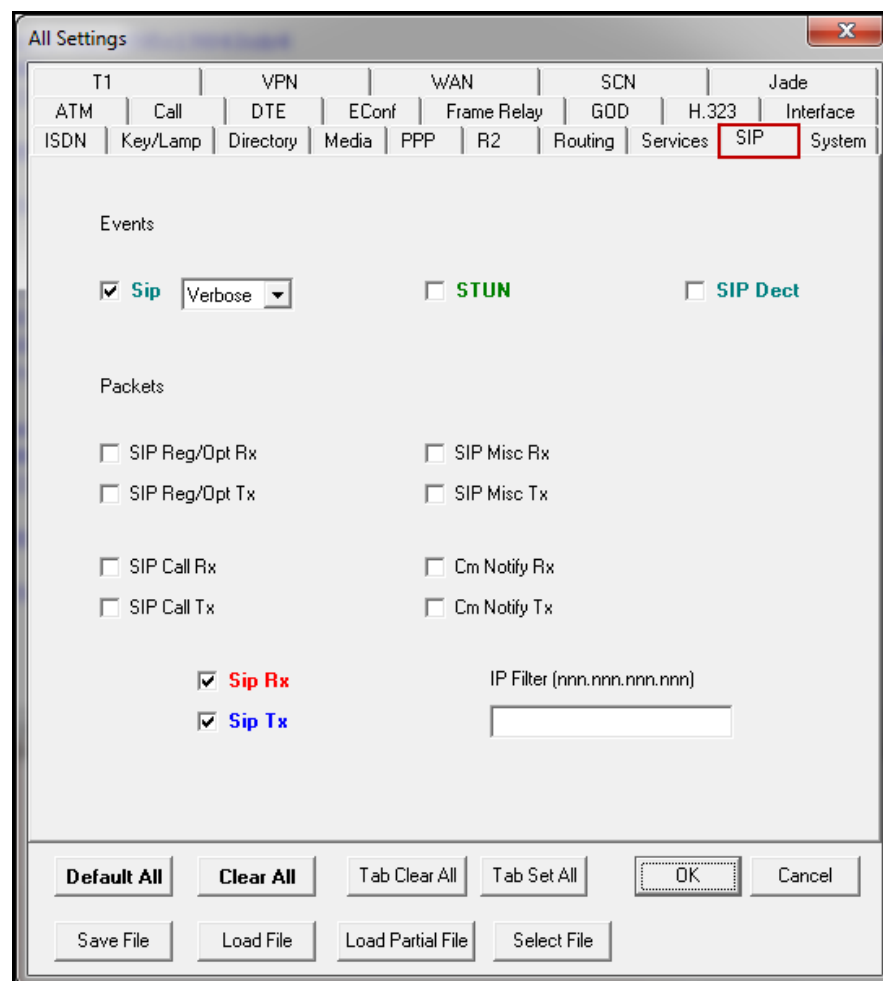 All Settings
T1 VPN WAN SCN Jade
ATM Call DTE EConf Frame Relay GOD H.323 Interface
ISDN Key/Lamp Directory Media PPP R2 Routing Services SIP System
Events
Sip Verbose STUN SIP Dect
Packets
SIP Reg/Opt Rx SIP Misc Rx
SIP Reg/Opt Tx SIP Misc Tx
SIP Call Rx Cm Notify Rx
SIP Call Tx Cm Notify Tx
Sip Rx IP Filter (nnn.nnn.nnn.nnn)
Sip Tx
Default All Clear All Tab Clear All Tab Set All OK Cancel
Save File Load File Load Partial File Select File